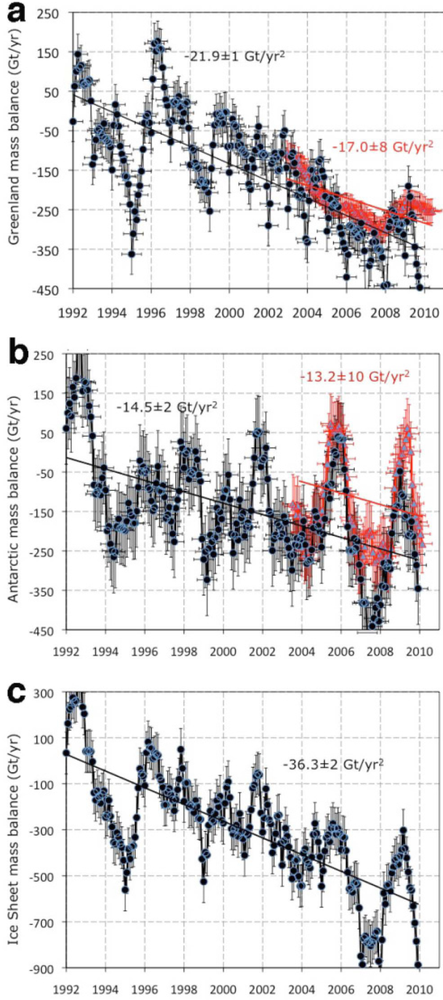 a
Greenland mass balance (Gt/yr)
250
150
50
-50
-150
-250
-350
-450
-21.9±1 Gt/yr²
-17.0±8 Gt/yr²
1992 1994 1996 1998 2000 2002 2004 2006 2008 2010
b
Antarctic mass balance (Gt/yr)
250
150
50
-50
-150
-250
-350
-450
-13.2±10 Gt/yr²
-14.5±2 Gt/yr²
1992 1994 1996 1998 2000 2002 2004 2006 2008 2010
c
Ice Sheet mass balance (Gt/yr)
300
100
-100
-300
-500
-700
-900
-36.3±2 Gt/yr²
1992 1994 1996 1998 2000 2002 2004 2006 2008 2010